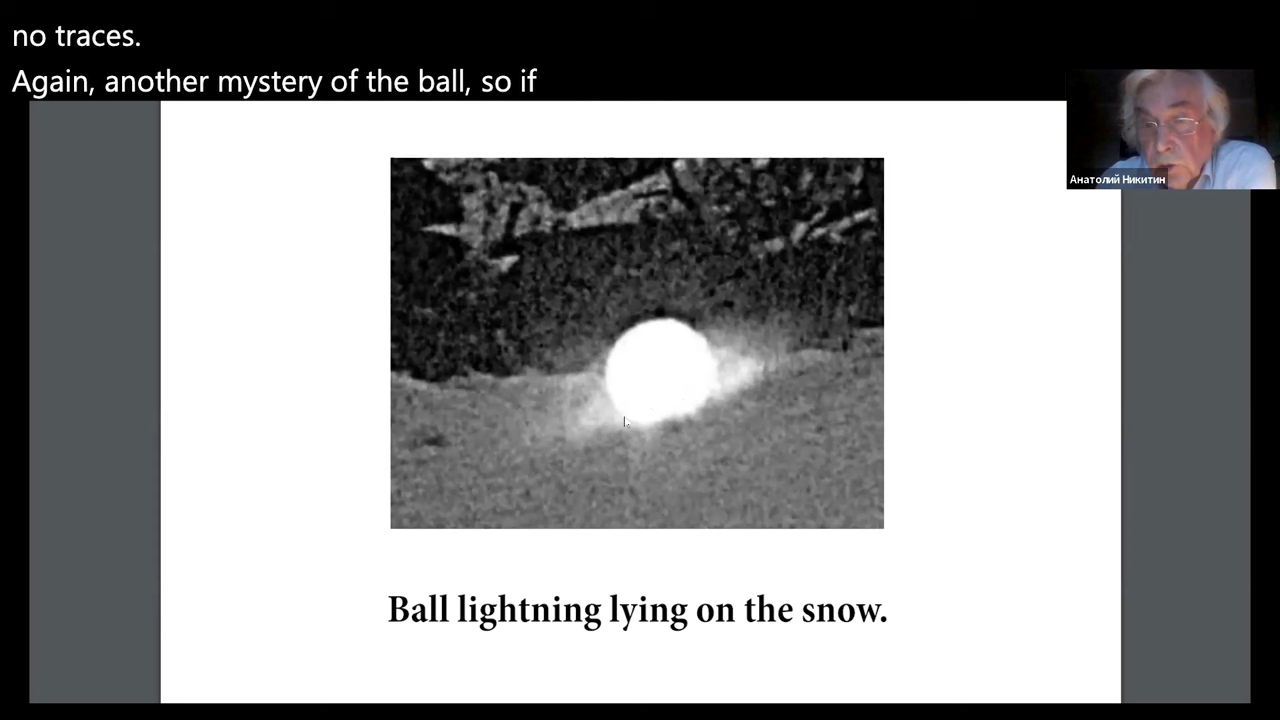 no traces.
Again, another mystery of the ball, so if
Анатолий Никитин
Ball lightning lying on the snow.